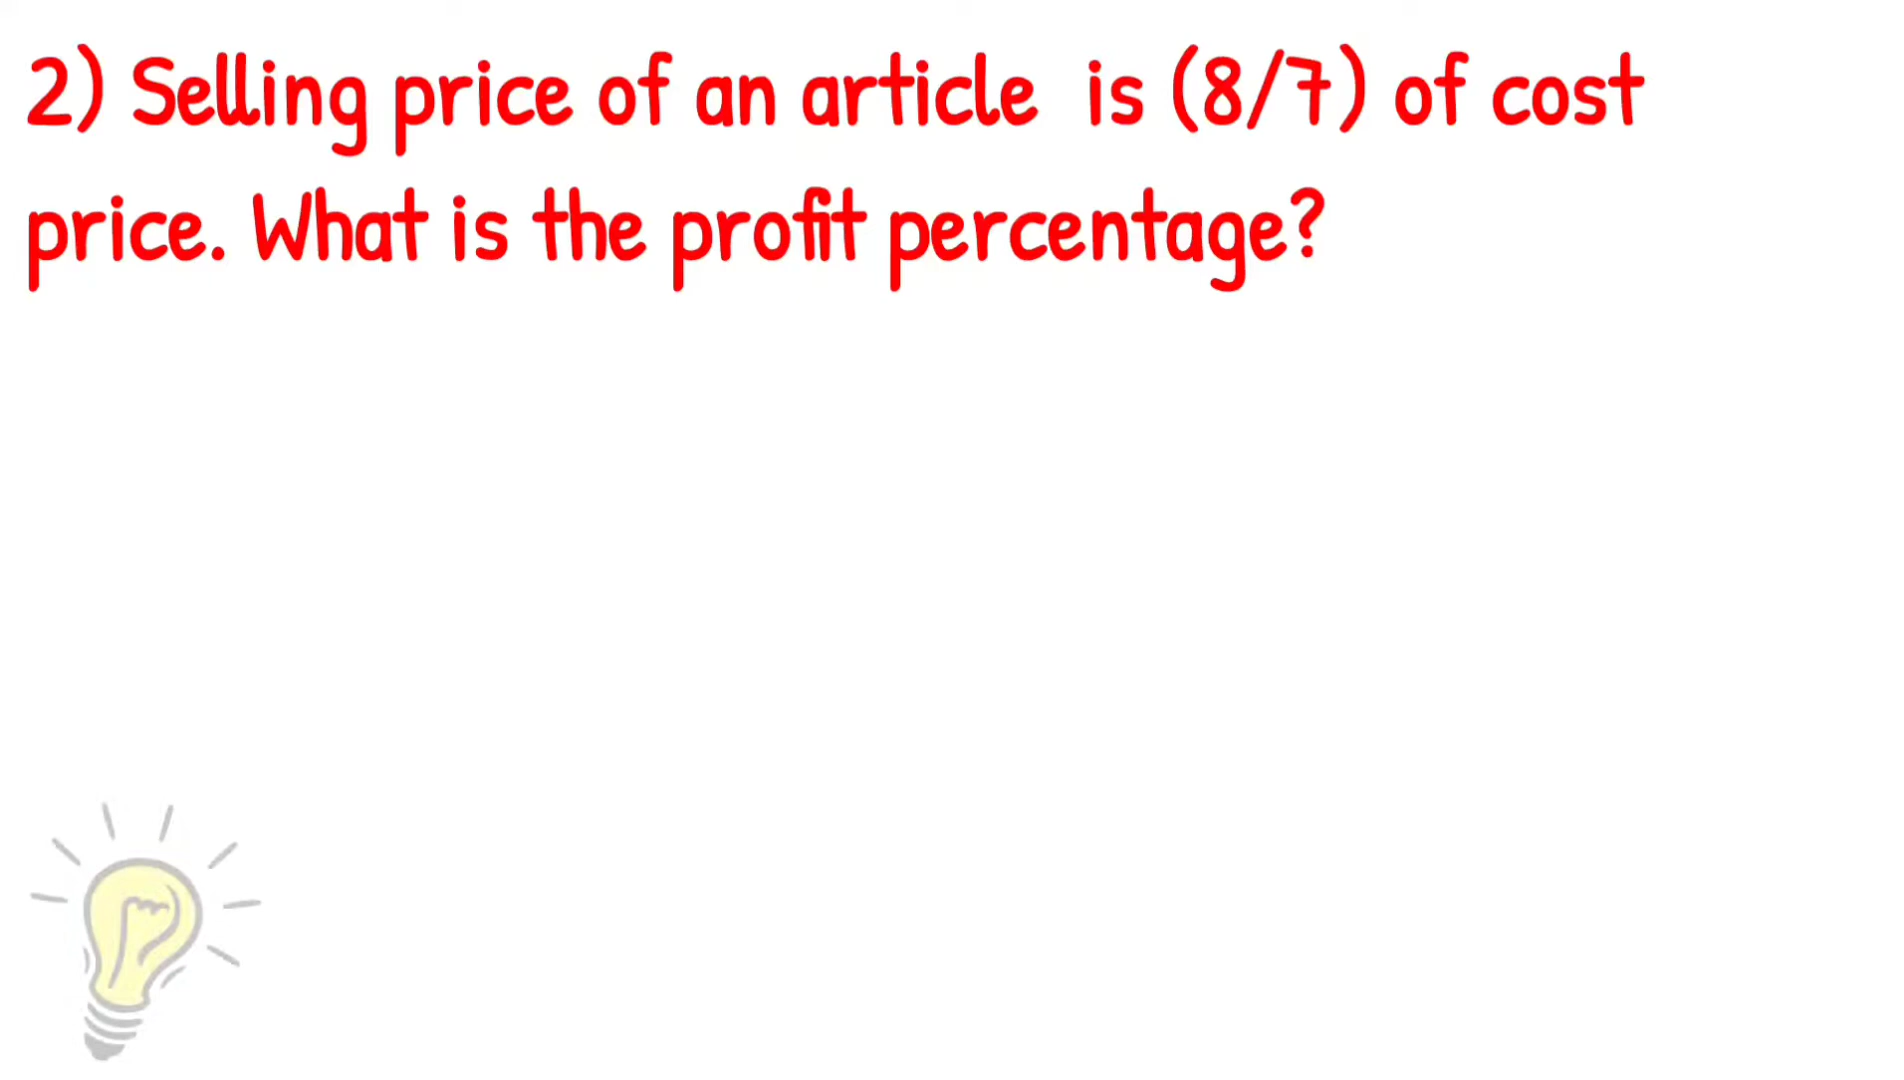 2) Selling price of an article  is (8/7) of cost
price. What is the profit percentage?